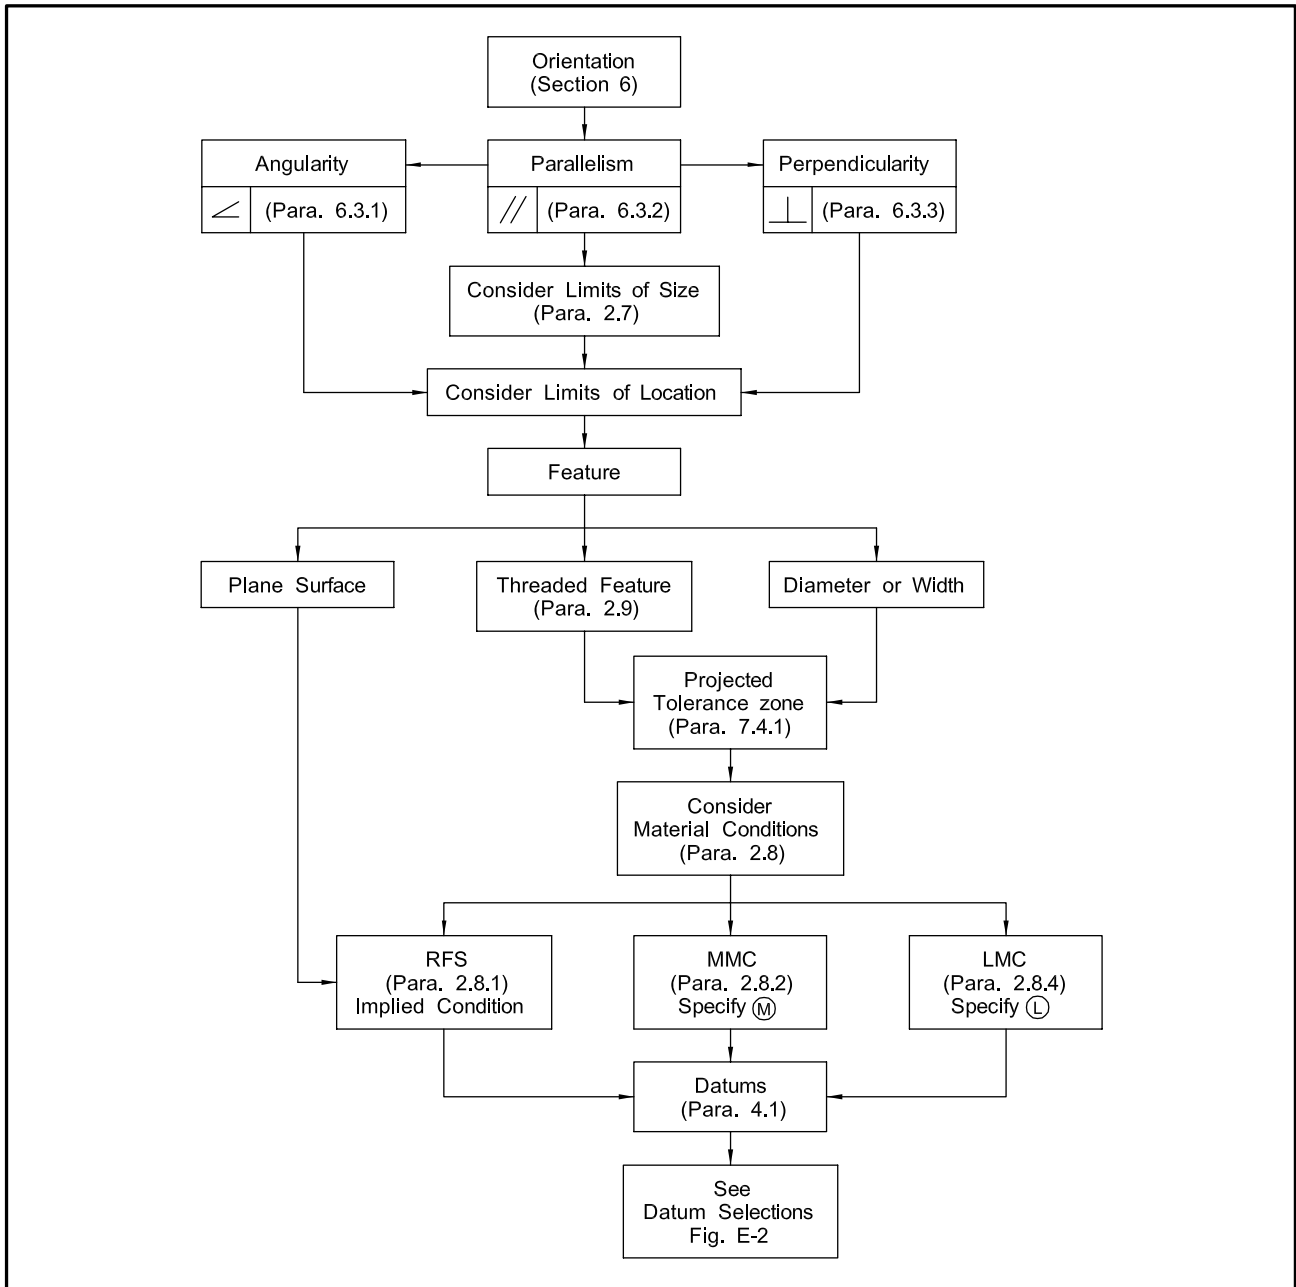 Orientation
(Section 6)
Angularity
(Para. 6.3.1)
Parallelism
(Para. 6.3.2)
Perpendicularity
(Para. 6.3.3)
Consider Limits of Size
(Para. 2.7)
Consider Limits of Location
Feature
Plane Surface
Threaded Feature
(Para. 2.9)
Diameter or Width
Projected
Tolerance zone
(Para. 7.4.1)
Consider
Material Conditions
(Para. 2.8)
RFS
(Para. 2.8.1)
Implied Condition
MMC
(Para. 2.8.2)
Specify Ⓜ
LMC
(Para. 2.8.4)
Specify Ⓛ
Datums
(Para. 4.1)
See
Datum Selections
Fig. E-2